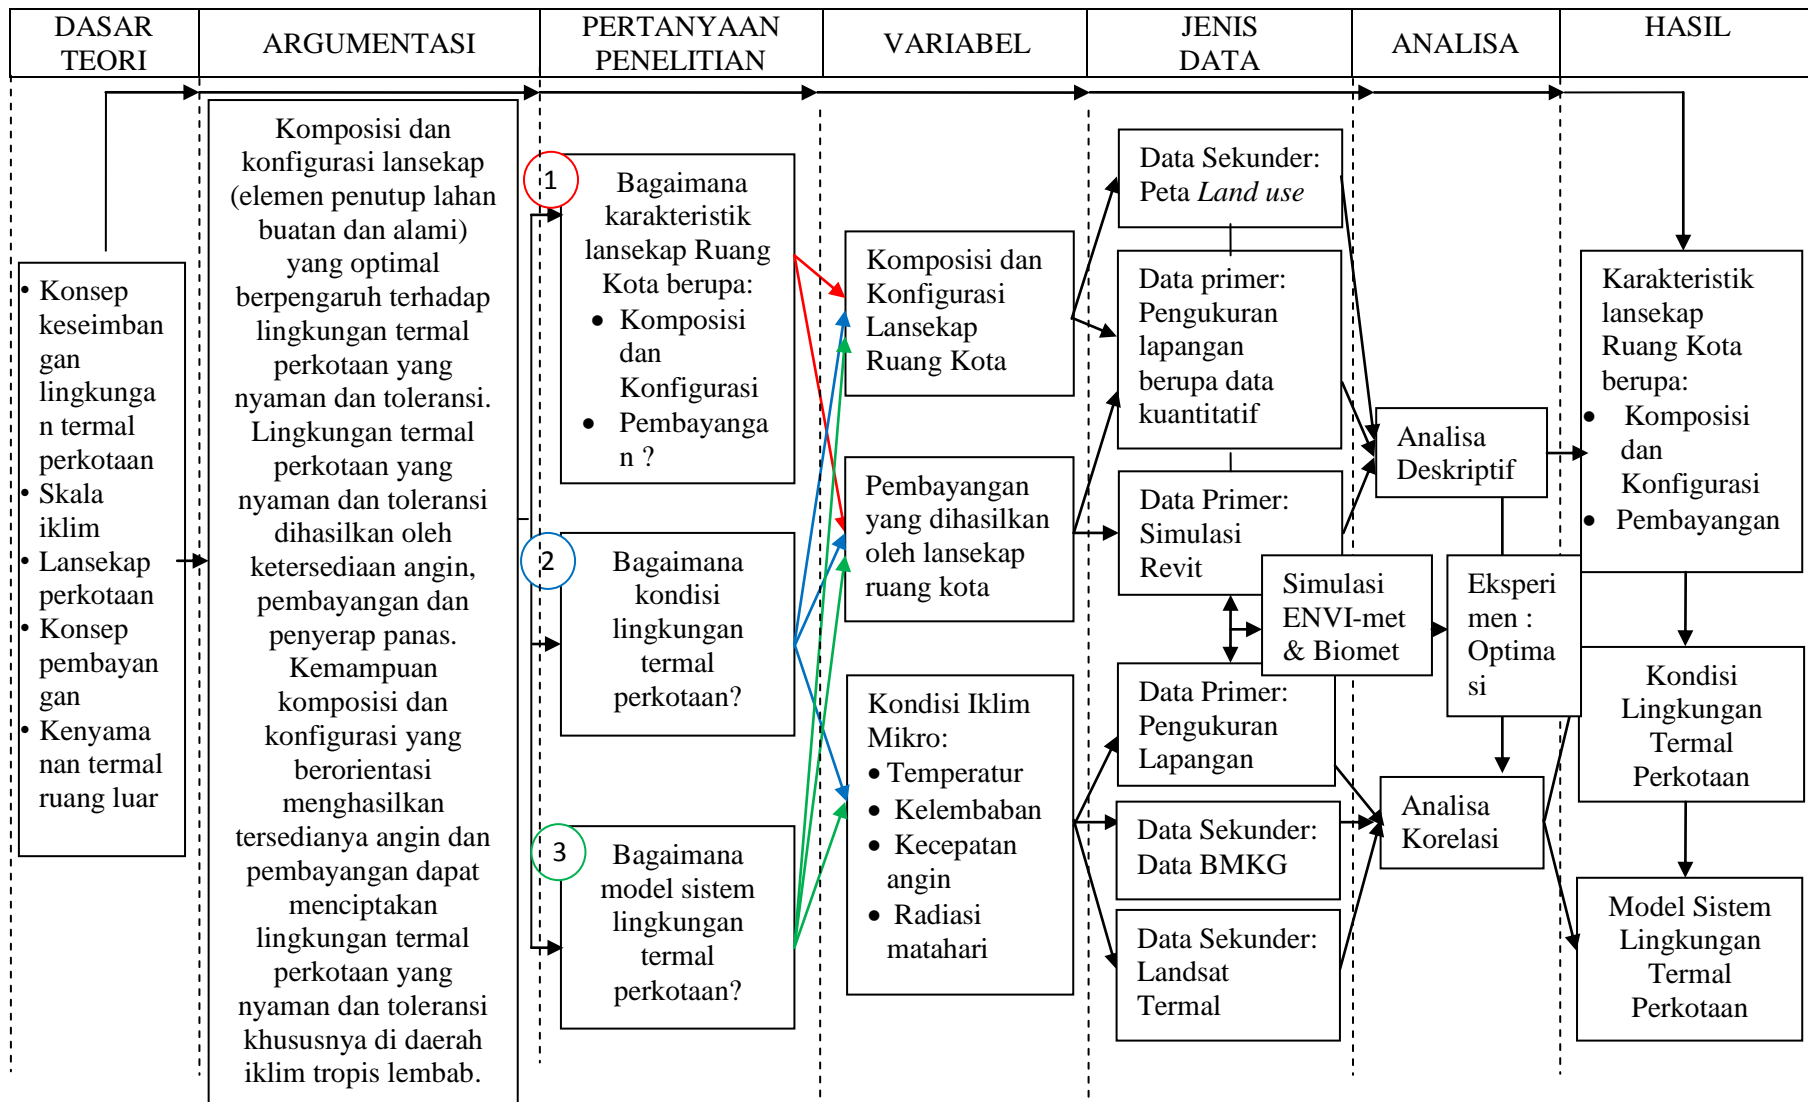 DASAR
TEORI
ARGUMENTASI
PERTANYAAN
PENELITIAN
VARIABEL
JENIS
DATA
ANALISA
HASIL
• Konsep
keseimban
gan
lingkunga
n termal
perkotaan
• Skala
iklim
• Lansekap
perkotaan
• Konsep
pembayan
gan
• Kenyama
nan termal
ruang luar
Komposisi dan
konfigurasi lansekap
(elemen penutup lahan
buatan dan alami)
yang optimal
berpengaruh terhadap
lingkungan termal
perkotaan yang
nyaman dan toleransi.
Lingkungan termal
perkotaan yang
nyaman dan toleransi
dihasilkan oleh
ketersediaan angin,
pembayangan dan
penyerap panas.
Kemampuan
komposisi dan
konfigurasi yang
berorientasi
menghasilkan
tersedianya angin dan
pembayangan dapat
menciptakan
lingkungan termal
perkotaan yang
nyaman dan toleransi
khususnya di daerah
iklim tropis lembab.
1
Bagaimana
karakteristik
lansekap Ruang
Kota berupa:
• Komposisi
dan
Konfigurasi
• Pembayanga
n ?
2
Bagaimana
kondisi
lingkungan
termal
perkotaan?
3
Bagaimana
model sistem
lingkungan
termal
perkotaan?
Komposisi dan
Konfigurasi
Lansekap
Ruang Kota
Pembayangan
yang dihasilkan
oleh lansekap
ruang kota
Kondisi Iklim
Mikro:
• Temperatur
• Kelembaban
• Kecepatan
angin
• Radiasi
matahari
Data Sekunder:
Peta Land use
Data primer:
Pengukuran
lapangan
berupa data
kuantitatif
Data Primer:
Simulasi
Revit
Data Primer:
Pengukuran
Lapangan
Data Sekunder:
Data BMKG
Data Sekunder:
Landsat
Termal
Analisa
Deskriptif
Simulasi
ENVI-met
& Biomet
Eksperi
men :
Optima
si
Analisa
Korelasi
Karakteristik
lansekap
Ruang Kota
berupa:
• Komposisi
dan
Konfigurasi
• Pembayangan
Kondisi
Lingkungan
Termal
Perkotaan
Model Sistem
Lingkungan
Termal
Perkotaan